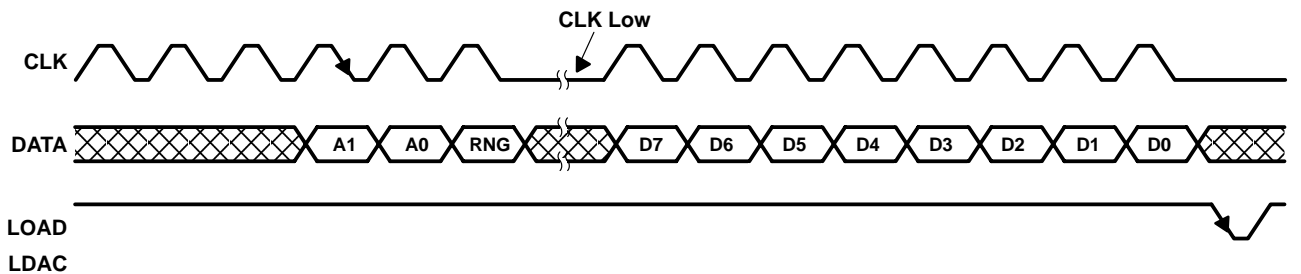 CLK Low
CLK
DATA A1 A0 RNG D7 D6 D5 D4 D3 D2 D1 D0
LOAD
LDAC